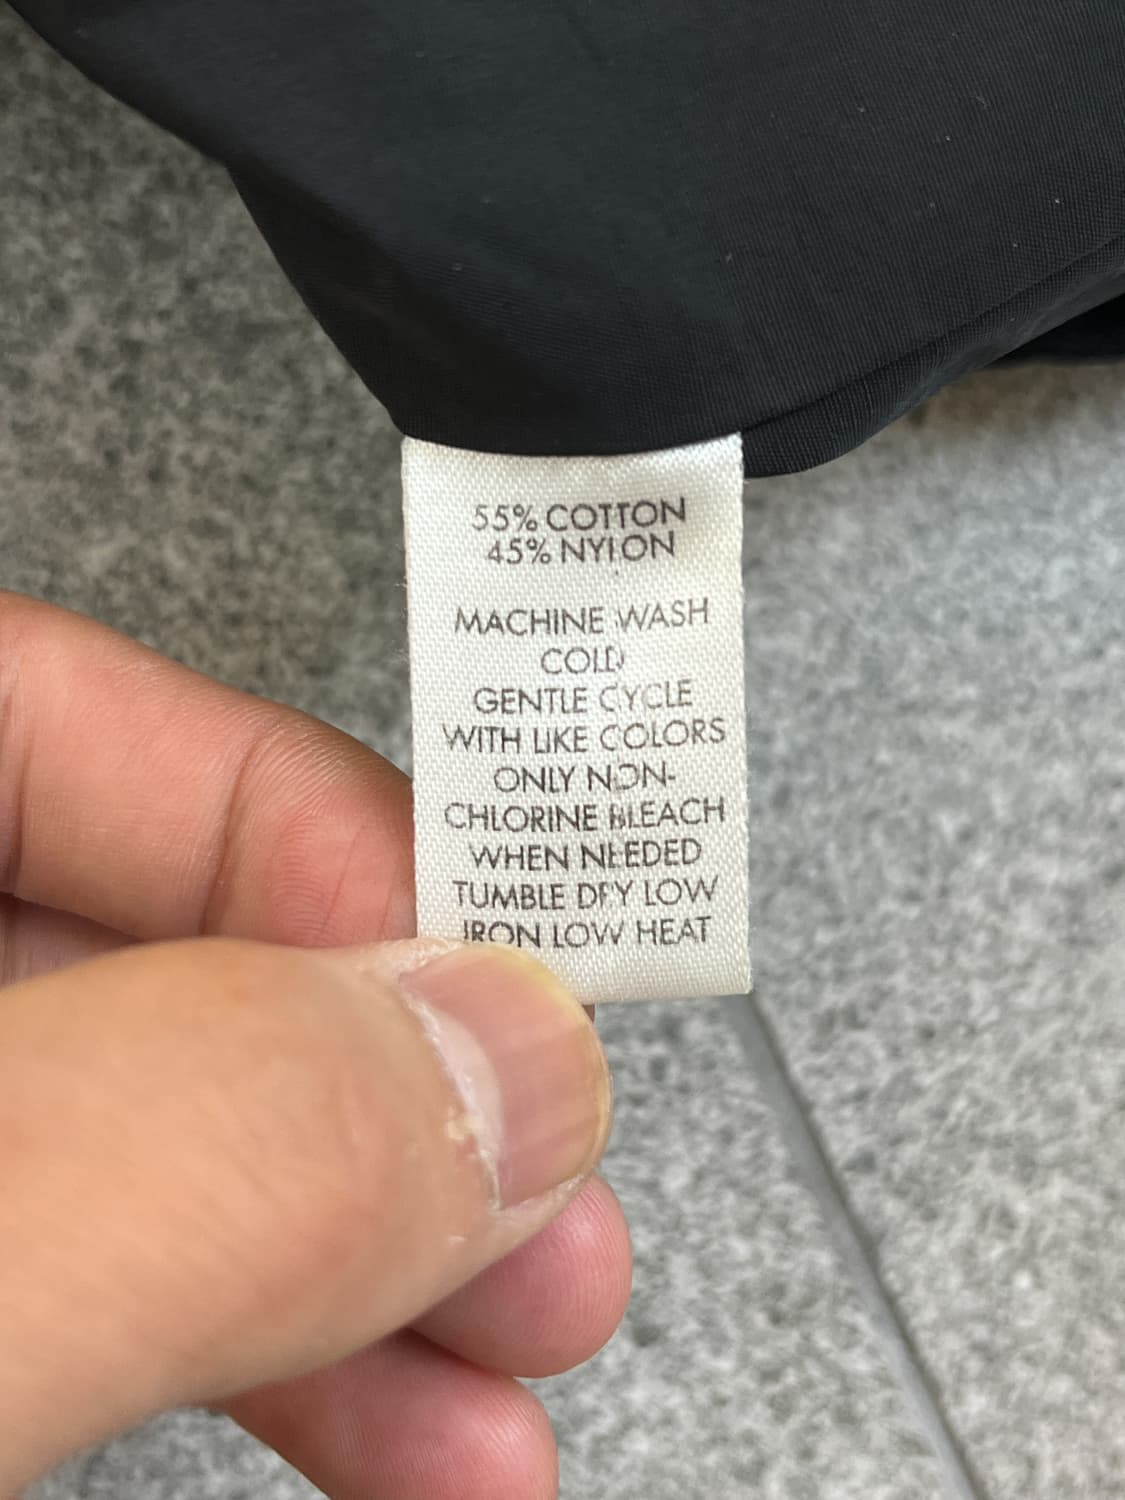 55% COTTON
45% NYLON
MACHINE WASH
COLD
GENTLE CYCLE
WITH LIKE COLORS
ONLY NON-
CHLORINE BLEACH
WHEN NEEDED
TUMBLE DRY LOW
IRON LOW HEAT